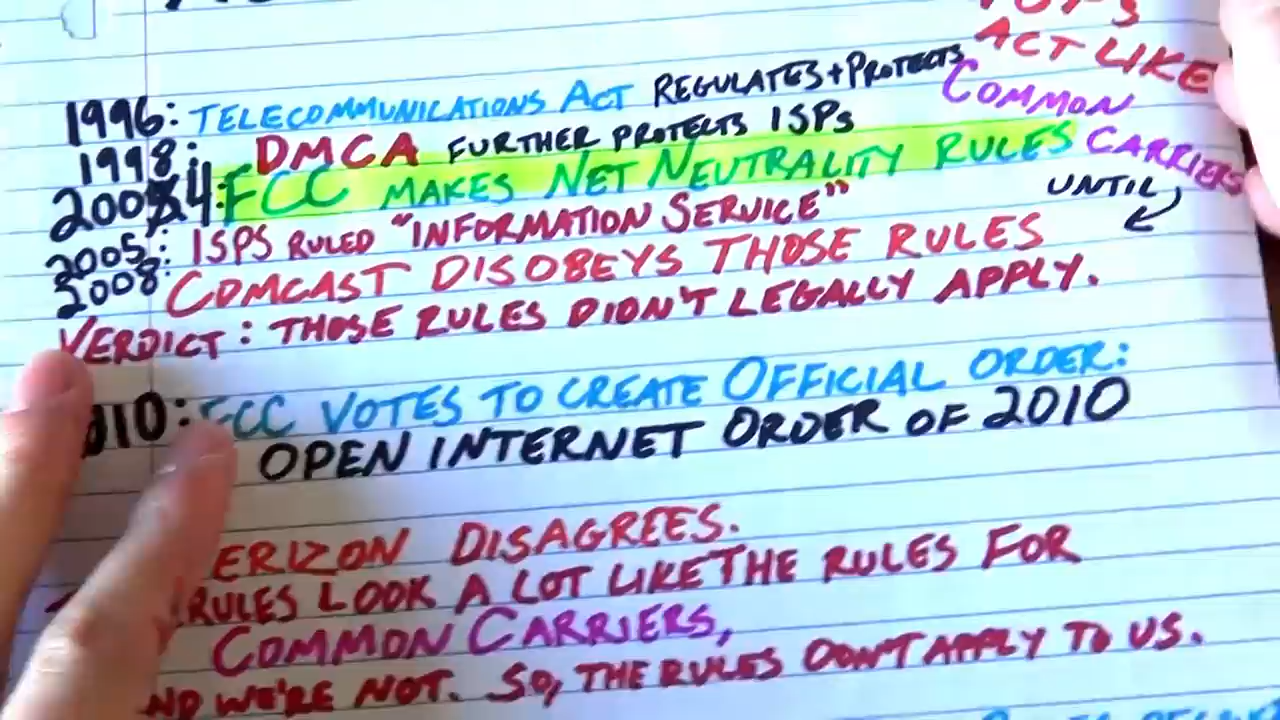 ACT LIKE
COMMON
CARRIERS
UNTIL
1996: TELECOMMUNICATIONS ACT REGULATES + PROTECTS
1998: DMCA FURTHER PROTECTS ISPs
2004: FCC MAKES NET NEUTRALITY RULES
2005: ISPS RULED "INFORMATION SERVICE"
2008: COMCAST DISOBEYS THOSE RULES
VERDICT: THOSE RULES DIDN'T LEGALLY APPLY.
010: FCC VOTES TO CREATE OFFICIAL ORDER:
OPEN INTERNET ORDER OF 2010
ERIZON DISAGREES.
RULES LOOK A LOT LIKE THE RULES FOR
COMMON CARRIERS,
ND WE'RE NOT. SO, THE RULES DON'T APPLY TO US.